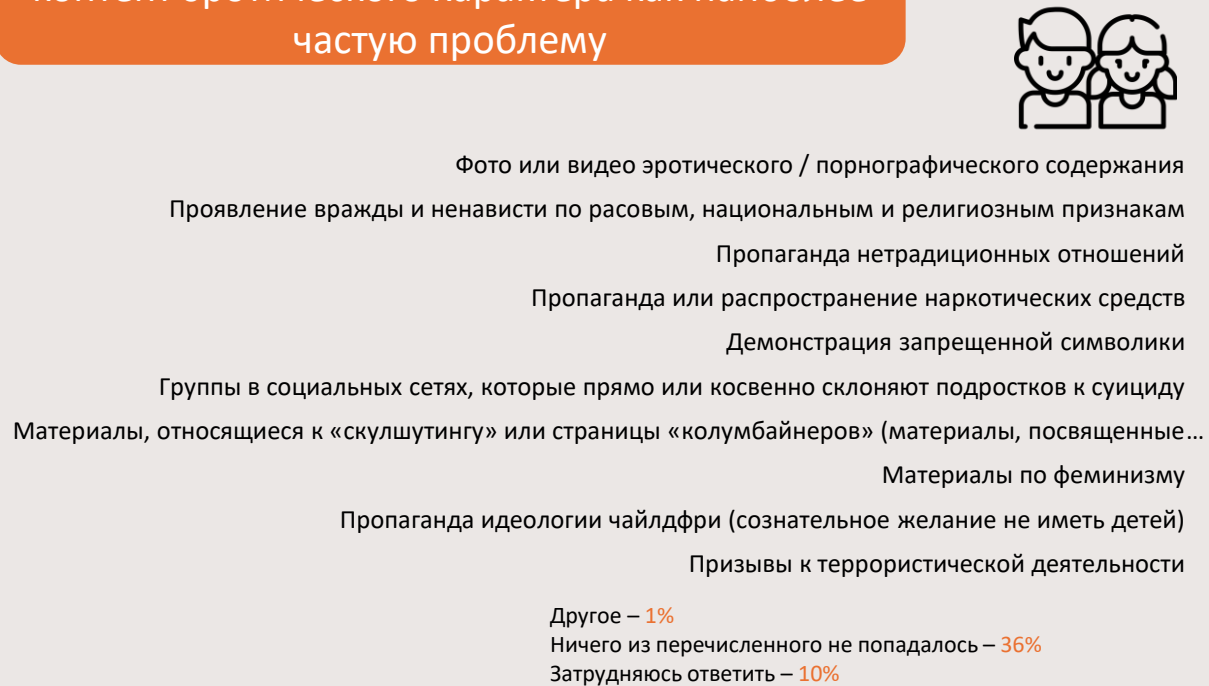 частую проблему
Фото или видео эротического / порнографического содержания
Проявление вражды и ненависти по расовым, национальным и религиозным признакам
Пропаганда нетрадиционных отношений
Пропаганда или распространение наркотических средств
Демонстрация запрещенной символики
Группы в социальных сетях, которые прямо или косвенно склоняют подростков к суициду
Материалы, относящиеся к «скулшутингу» или страницы «колумбайнеров» (материалы, посвященные…
Материалы по феминизму
Пропаганда идеологии чайлдфри (сознательное желание не иметь детей)
Призывы к террористической деятельности
Другое – 1%
Ничего из перечисленного не попадалось – 36%
Затрудняюсь ответить – 10%